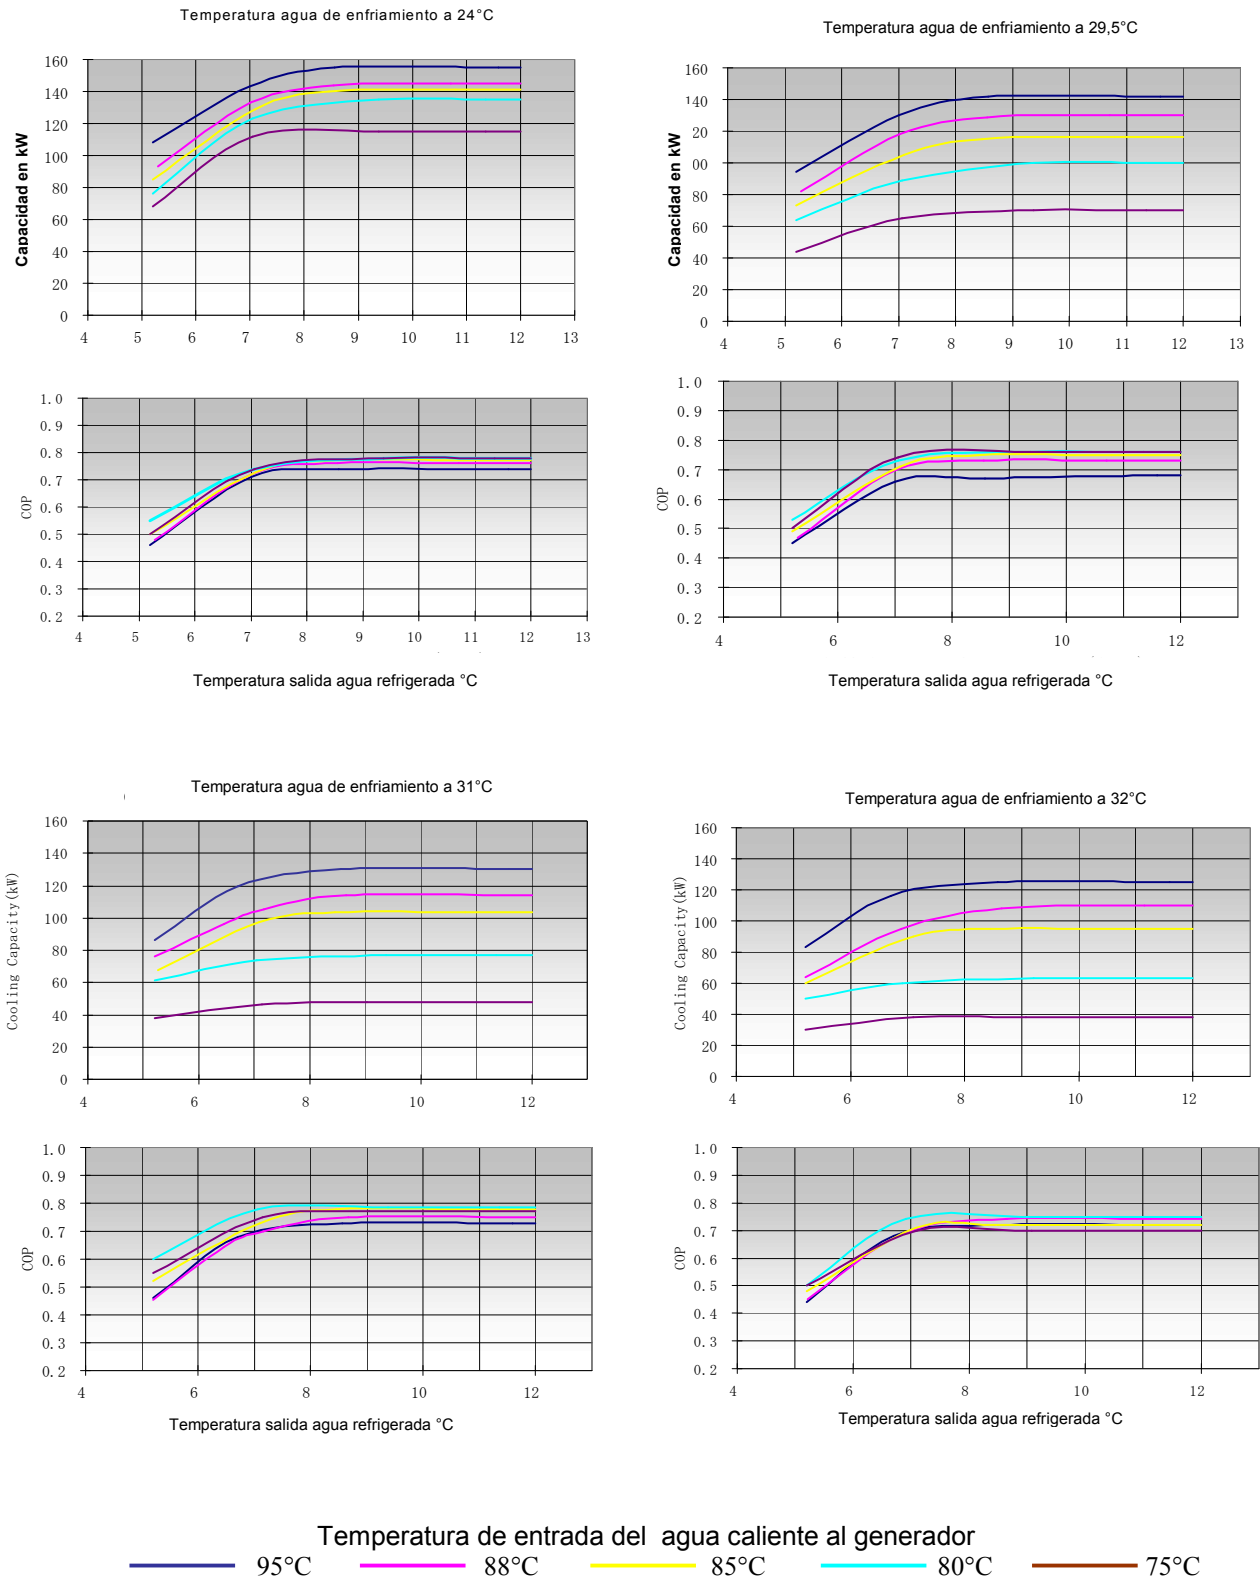 Temperatura agua de enfriamiento a 24°C
Capacidad en kW
160
140
120
100
80
60
40
20
0
4 5 6 7 8 9 10 11 12 13
COP
1.0
0.9
0.8
0.7
0.6
0.5
0.4
0.3
0.2
4 5 6 7 8 9 10 11 12 13
Temperatura salida agua refrigerada °C
Temperatura agua de enfriamiento a 29,5°C
Capacidad en kW
160
140
20
00
80
60
40
20
0
4 5 6 7 8 9 10 11 12 13
COP
1.0
0.9
0.8
0.7
0.6
0.5
0.4
0.3
0.2
4 6 8 10 12
Temperatura salida agua refrigerada °C
Temperatura agua de enfriamiento a 31°C
Cooling Capacity(kW)
160
140
120
100
80
60
40
20
0
4 6 8 10 12
COP
1.0
0.9
0.8
0.7
0.6
0.5
0.4
0.3
0.2
4 6 8 10 12
Temperatura salida agua refrigerada °C
Temperatura agua de enfriamiento a 32°C
Cooling Capacity(kW)
160
140
120
100
80
60
40
20
0
4 6 8 10 12
COP
1.0
0.9
0.8
0.7
0.6
0.5
0.4
0.3
0.2
4 6 8 10 12
Temperatura salida agua refrigerada °C
Temperatura de entrada del agua caliente al generador
95°C 88°C 85°C 80°C 75°C